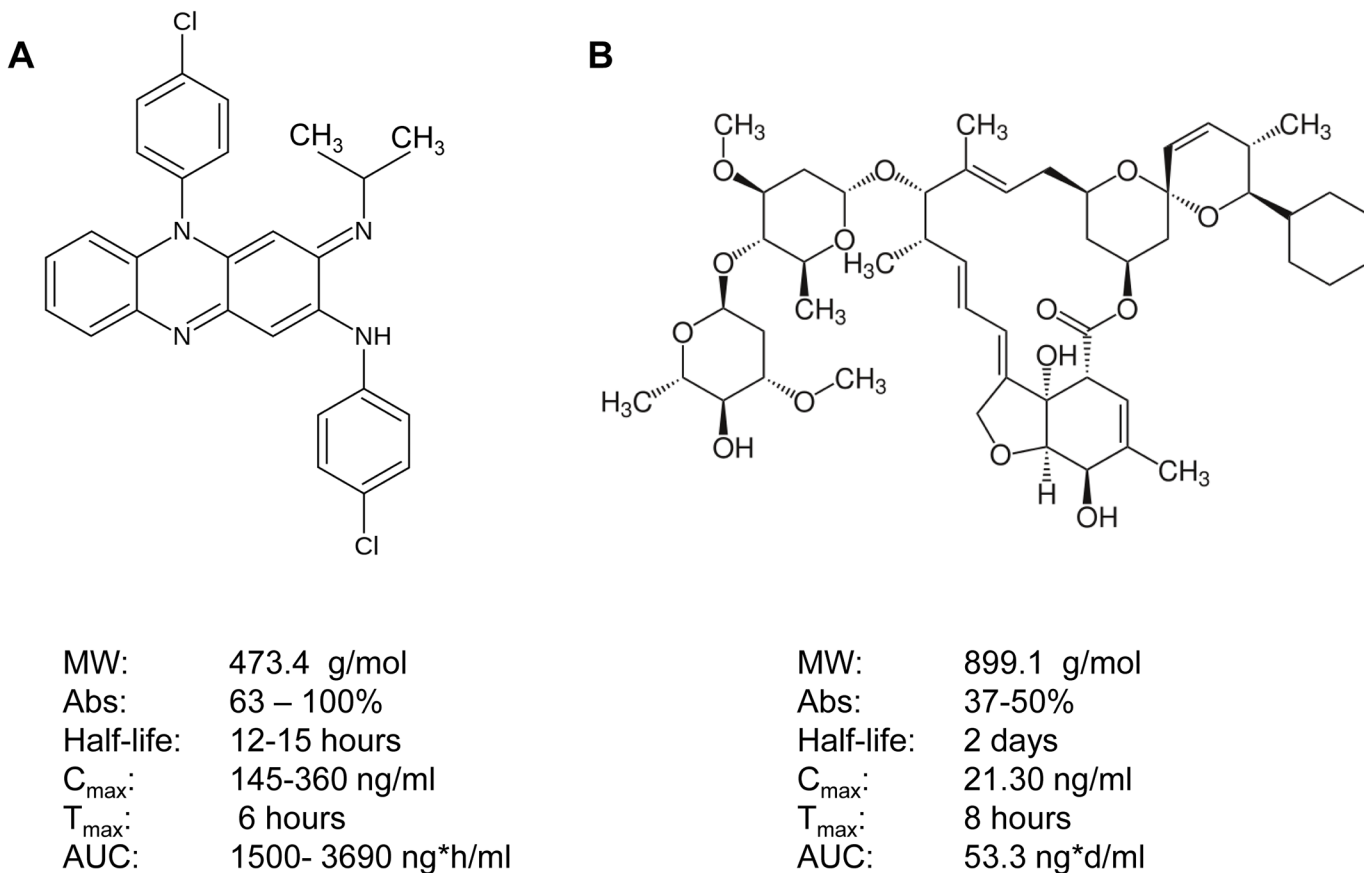 A
Cl
CH3 CH3
N N
N NH
Cl
MW: 473.4 g/mol
Abs: 63 – 100%
Half-life: 12-15 hours
Cmax: 145-360 ng/ml
Tmax: 6 hours
AUC: 1500- 3690 ng*h/ml
B
CH3 CH3 CH3
O O O
O H3C O
O CH3 O O
O OH
H3C O CH3
OH O CH3
H
OH
MW: 899.1 g/mol
Abs: 37-50%
Half-life: 2 days
Cmax: 21.30 ng/ml
Tmax: 8 hours
AUC: 53.3 ng*d/ml